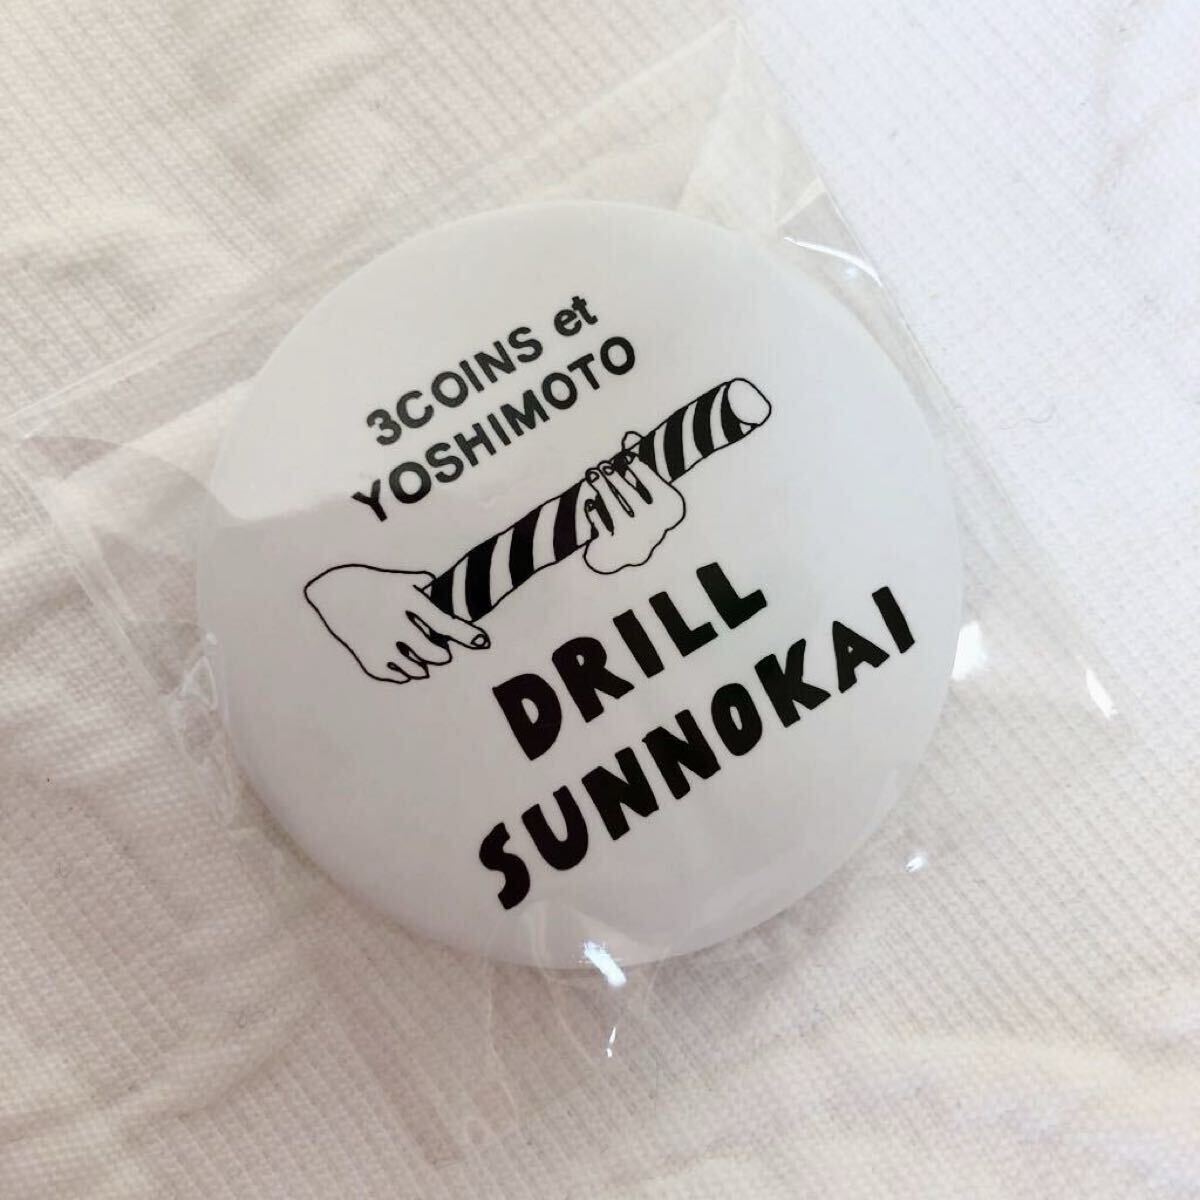 3COINS et
YOSHIMOTO
DRILL
SUNNOKAI